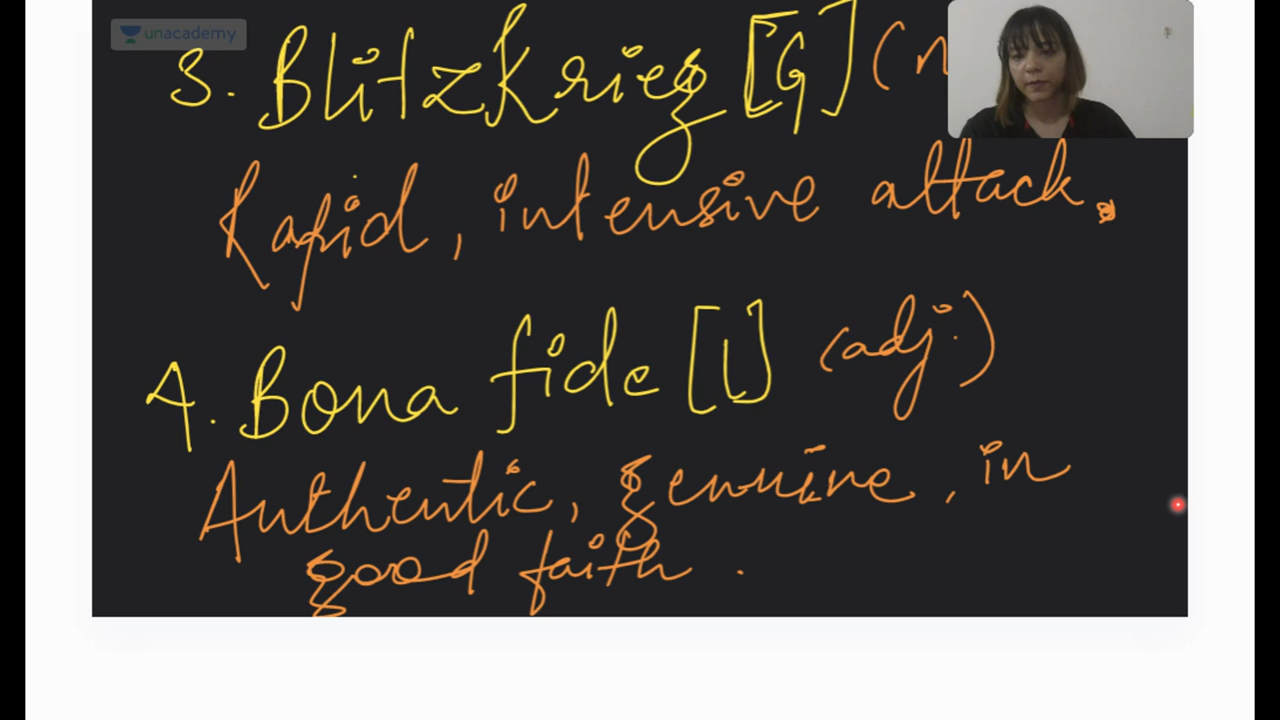 unacademy
3. Blitzkrieg [G] (n
Rapid, intensive attack.
4. Bona fide [L] (adj.)
Authentic, genuine, in
good faith.